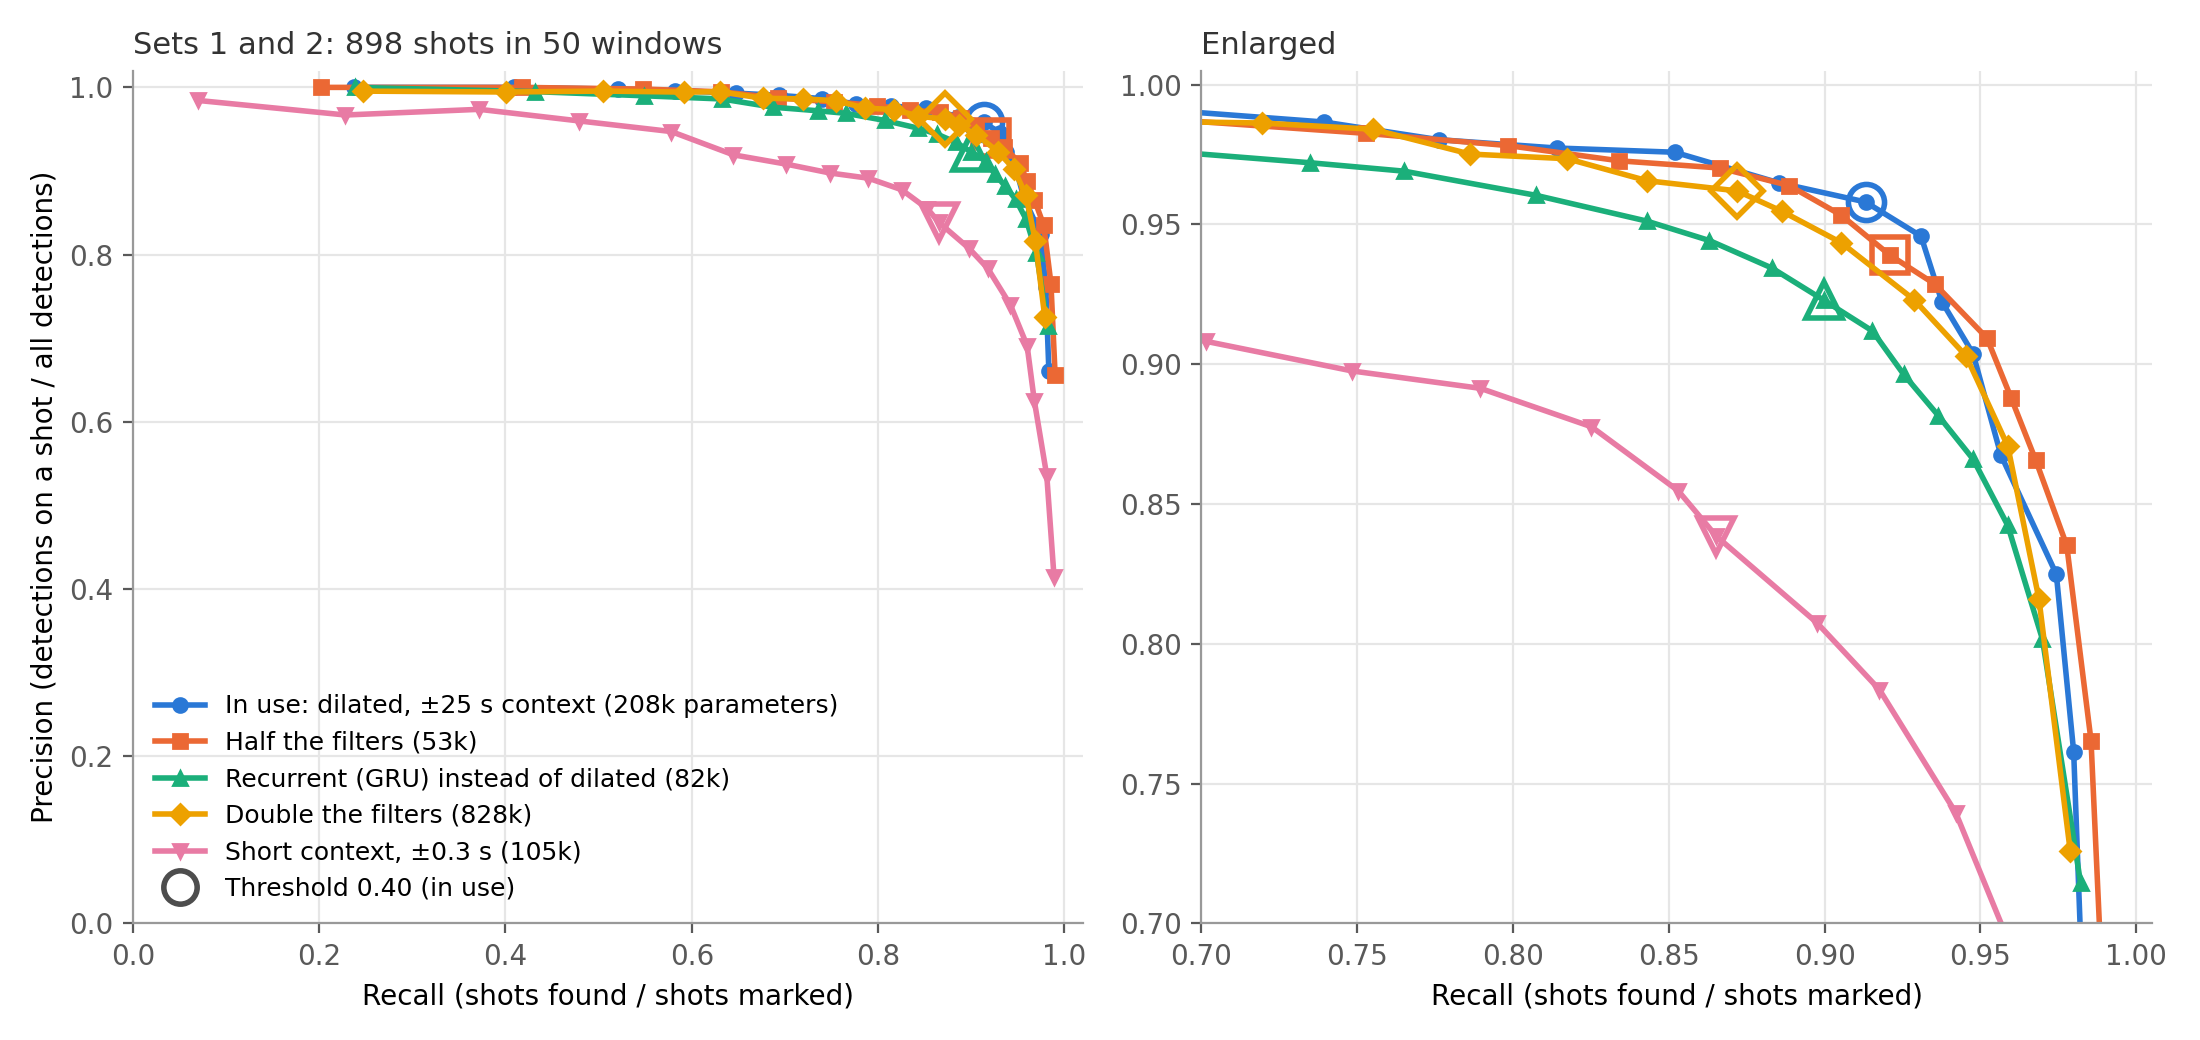 Sets 1 and 2: 898 shots in 50 windows
Precision (detections on a shot / all detections)
1.0
0.8
0.6
0.4
0.2
0.0
In use: dilated, ±25 s context (208k parameters)
Half the filters (53k)
Recurrent (GRU) instead of dilated (82k)
Double the filters (828k)
Short context, ±0.3 s (105k)
Threshold 0.40 (in use)
0.0 0.2 0.4 0.6 0.8 1.0
Recall (shots found / shots marked)
Enlarged
1.00
0.95
0.90
0.85
0.80
0.75
0.70
0.70 0.75 0.80 0.85 0.90 0.95 1.00
Recall (shots found / shots marked)